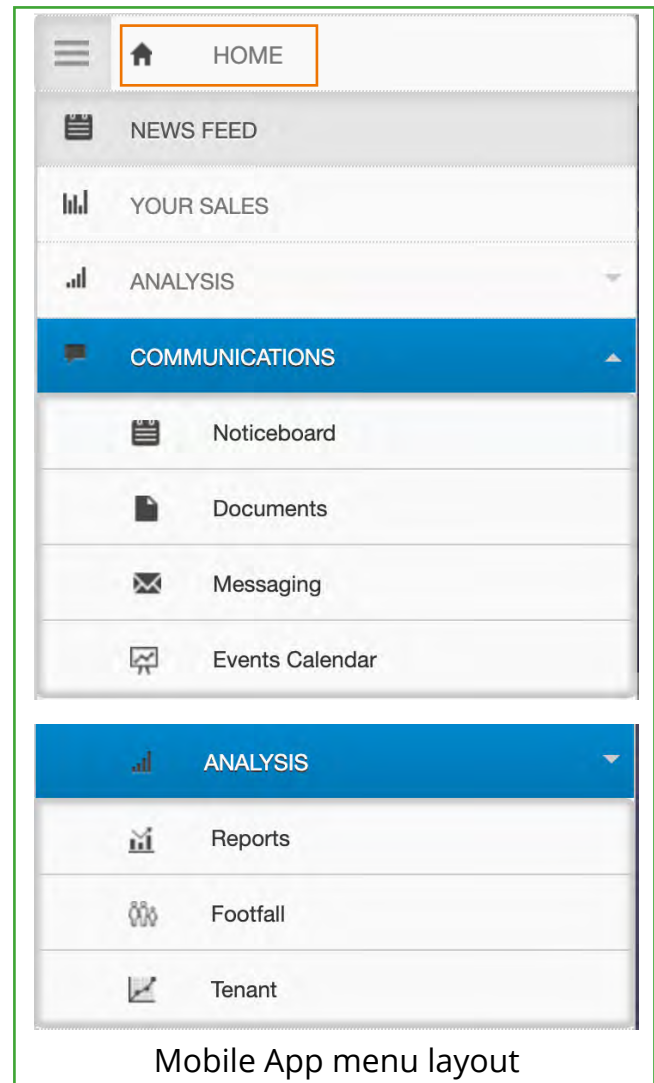 HOME
NEWS FEED
YOUR SALES
ANALYSIS
COMMUNICATIONS
Noticeboard
Documents
Messaging
Events Calendar
ANALYSIS
Reports
Footfall
Tenant
Mobile App menu layout